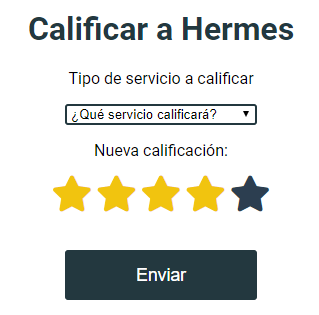 Calificar a Hermes
Tipo de servicio a calificar
¿Qué servicio calificará?
Nueva calificación:
Enviar